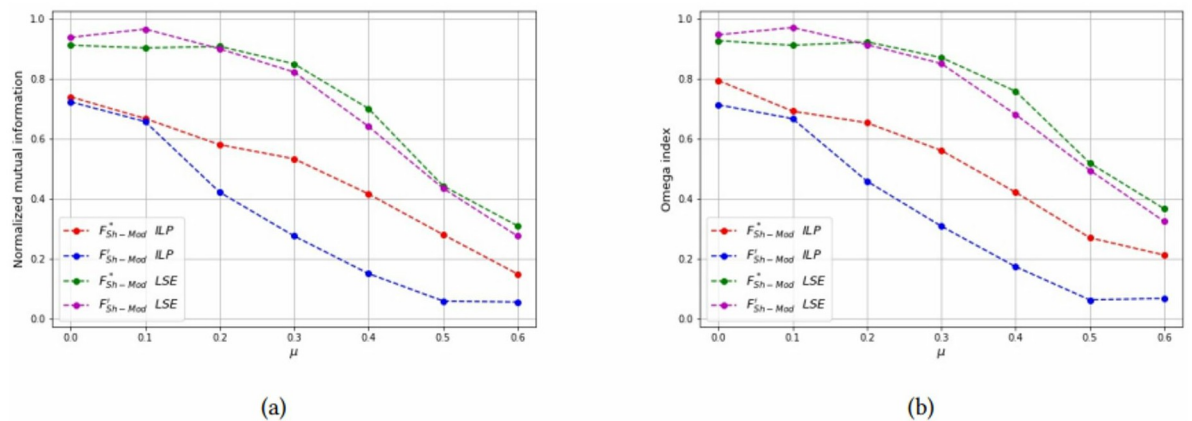 1.0
0.8
0.6
0.4
0.2
0.0
Normalized mutual information
F*Sh−Mod ILP
F′Sh−Mod ILP
F*Sh−Mod LSE
F′Sh−Mod LSE
0.0 0.1 0.2 0.3 0.4 0.5 0.6
μ
(a)
1.0
0.8
0.6
0.4
0.2
0.0
Omega index
F*Sh−Mod ILP
F′Sh−Mod ILP
F*Sh−Mod LSE
F′Sh−Mod LSE
0.0 0.1 0.2 0.3 0.4 0.5 0.6
μ
(b)